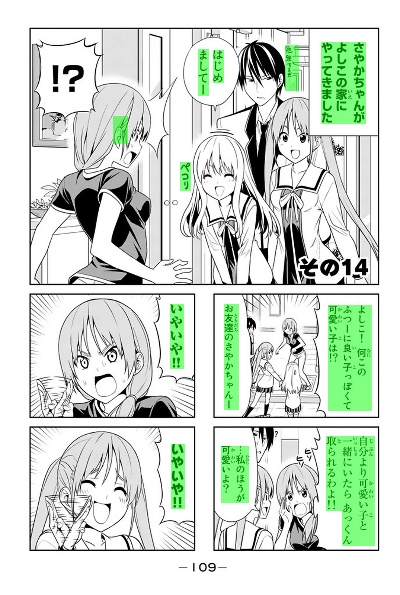 さやかちゃんが
よしこの家に
やってきました
はじめ
ましてー
ぺこり
!?
その14
よしこ！何この
ふつーに良い子っぽくて
可愛い子は!?
お友達のさやかちゃんー
いやいや!!
自分より可愛い子と
一緒にいたら あっくん
取られるわよ!!
…私のほうが
可愛いよ?
いやいや!!
－109－